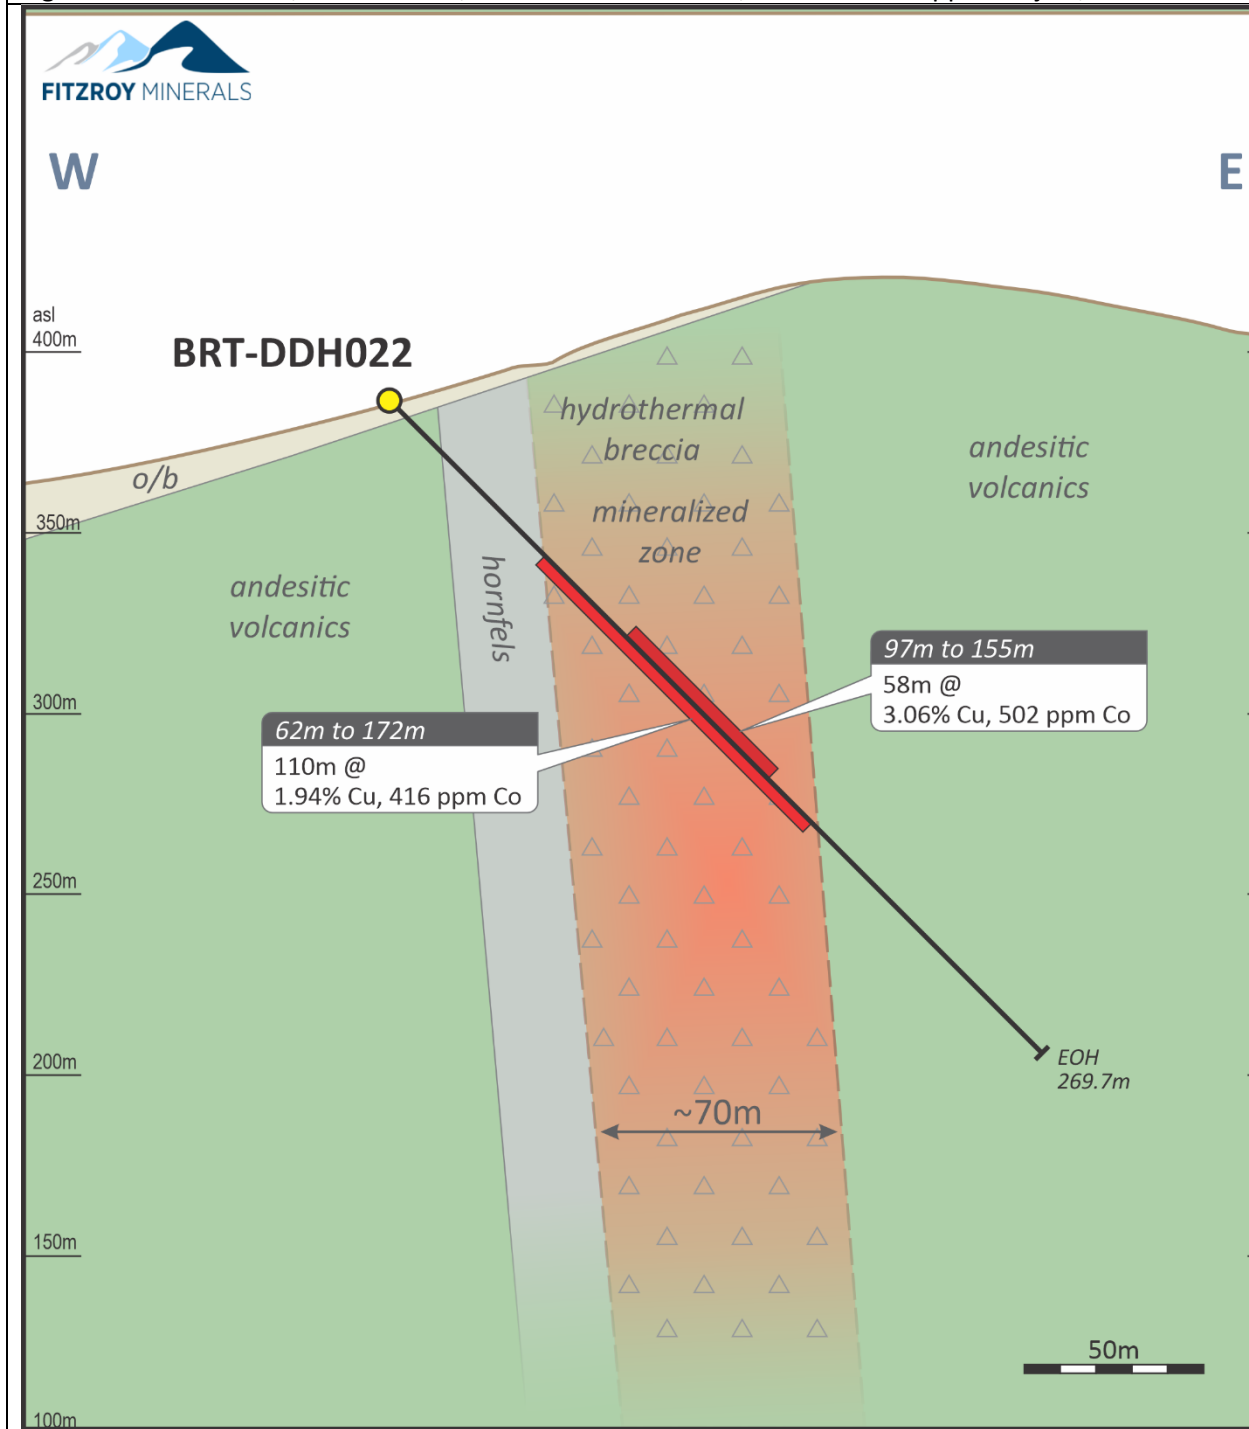 FITZROY MINERALS
W
E
asl
400m
BRT-DDH022
hydrothermal
breccia
andesitic
volcanics
o/b
mineralized
zone
350m
hornfels
andesitic
volcanics
97m to 155m
58m @
3.06% Cu, 502 ppm Co
300m
62m to 172m
110m @
1.94% Cu, 416 ppm Co
250m
200m
EOH
269.7m
~70m
150m
50m
100m